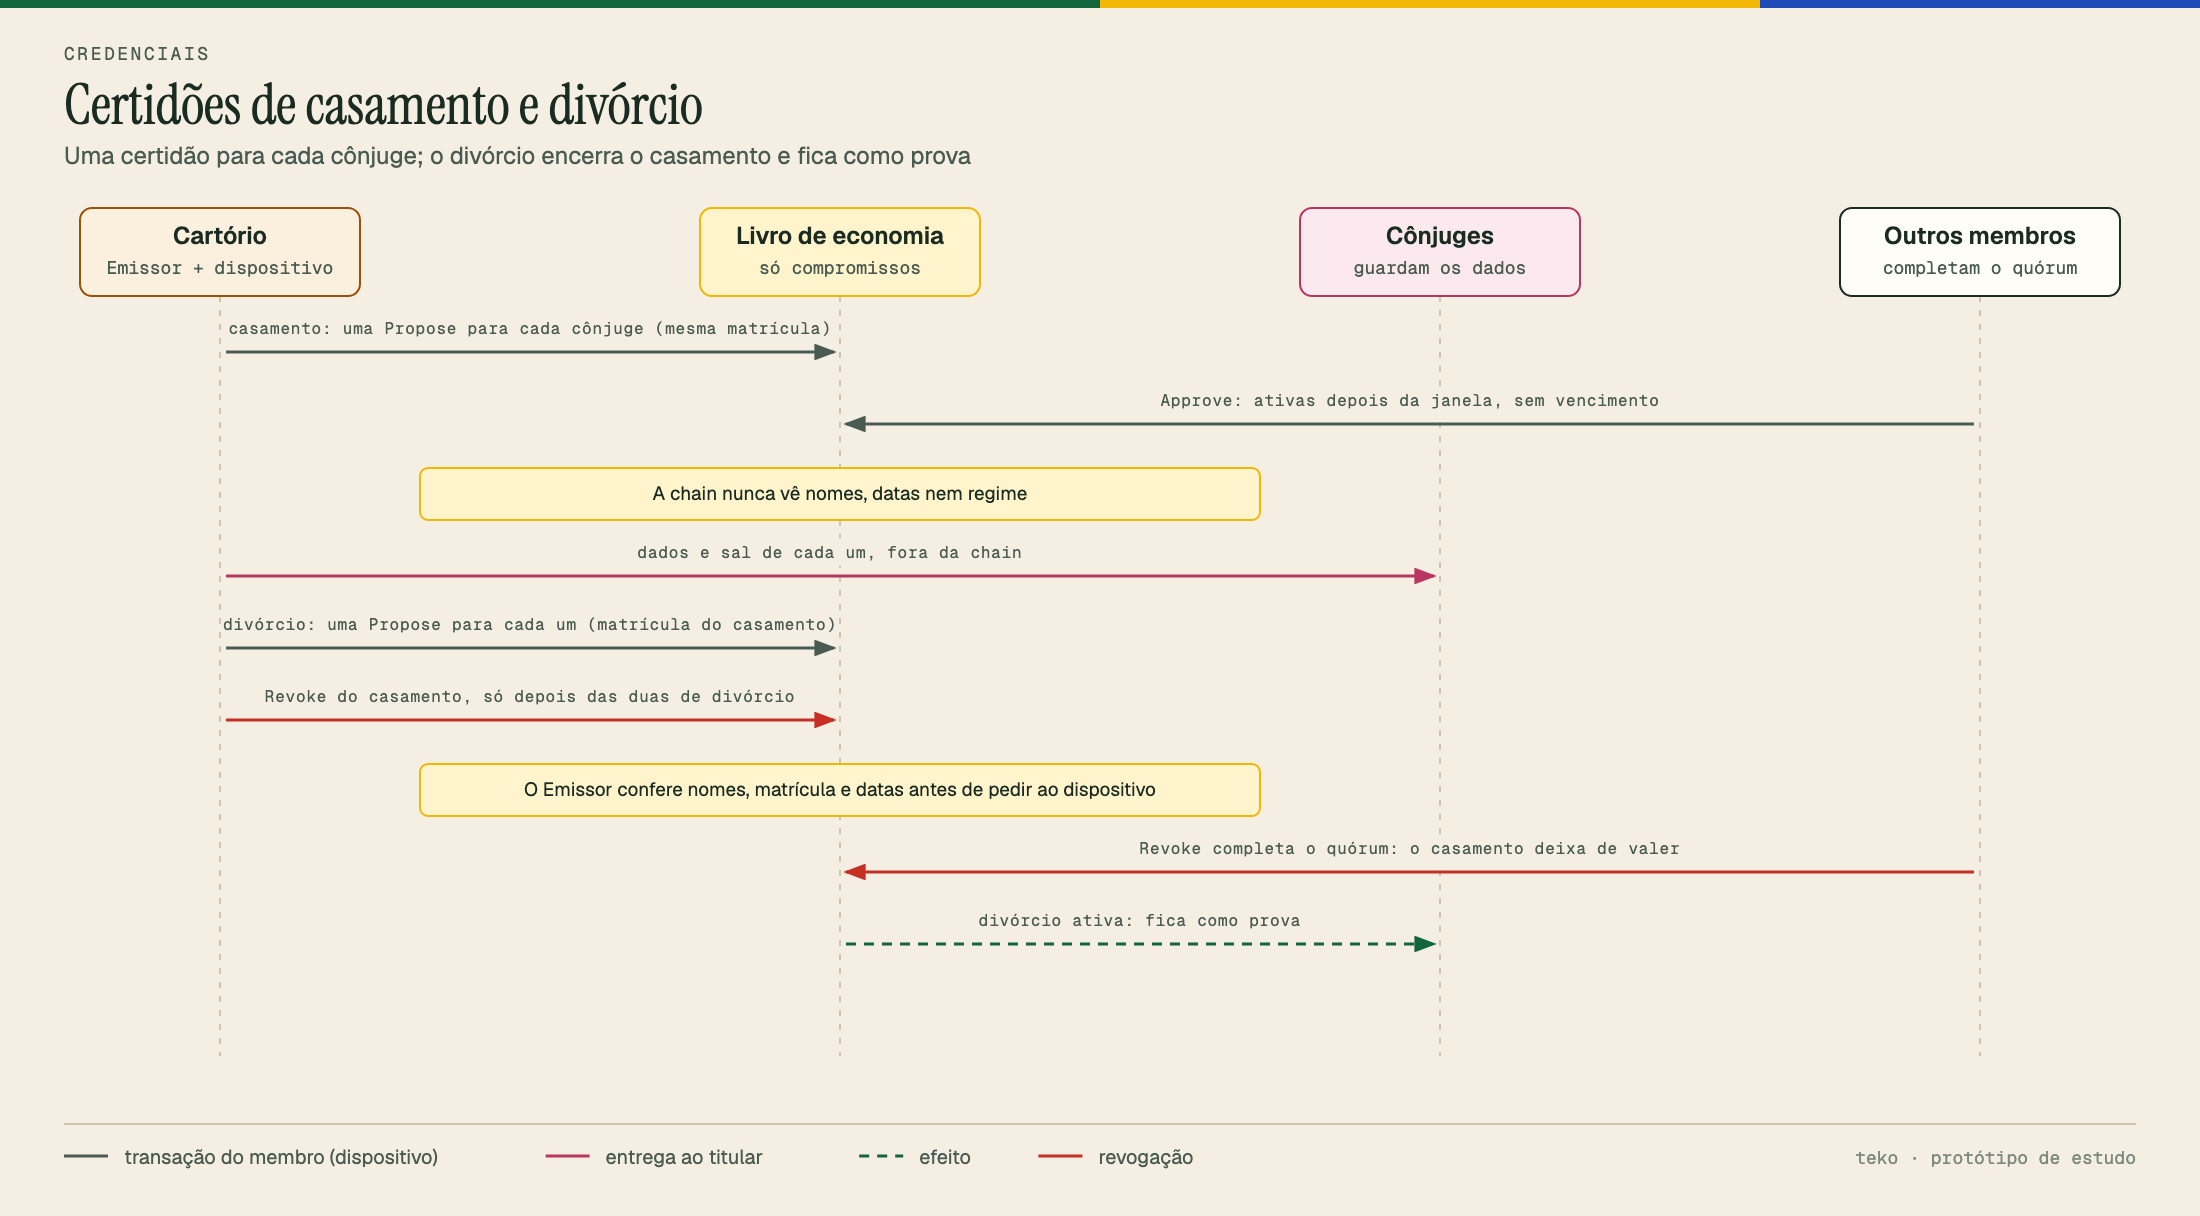 CREDENCIAIS
Certidões de casamento e divórcio
Uma certidão para cada cônjuge; o divórcio encerra o casamento e fica como prova
Cartório
Emissor + dispositivo
Livro de economia
só compromissos
Cônjuges
guardam os dados
Outros membros
completam o quórum
casamento: uma Propose para cada cônjuge (mesma matrícula)
Approve: ativas depois da janela, sem vencimento
A chain nunca vê nomes, datas nem regime
dados e sal de cada um, fora da chain
divórcio: uma Propose para cada um (matrícula do casamento)
Revoke do casamento, só depois das duas de divórcio
O Emissor confere nomes, matrícula e datas antes de pedir ao dispositivo
Revoke completa o quórum: o casamento deixa de valer
divórcio ativa: fica como prova
transação do membro (dispositivo)
entrega ao titular
efeito
revogação
teko · protótipo de estudo